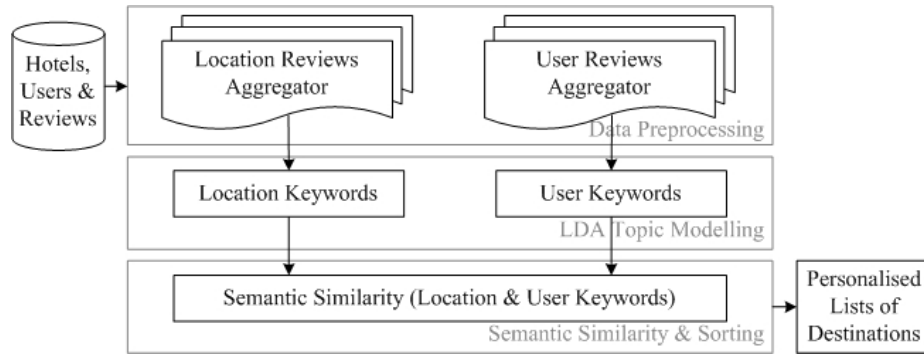 Hotels,
Users &
Reviews
Location Reviews
Aggregator
User Reviews
Aggregator
Data Preprocessing
Location Keywords
User Keywords
LDA Topic Modelling
Semantic Similarity (Location & User Keywords)
Semantic Similarity & Sorting
Personalised
Lists of
Destinations